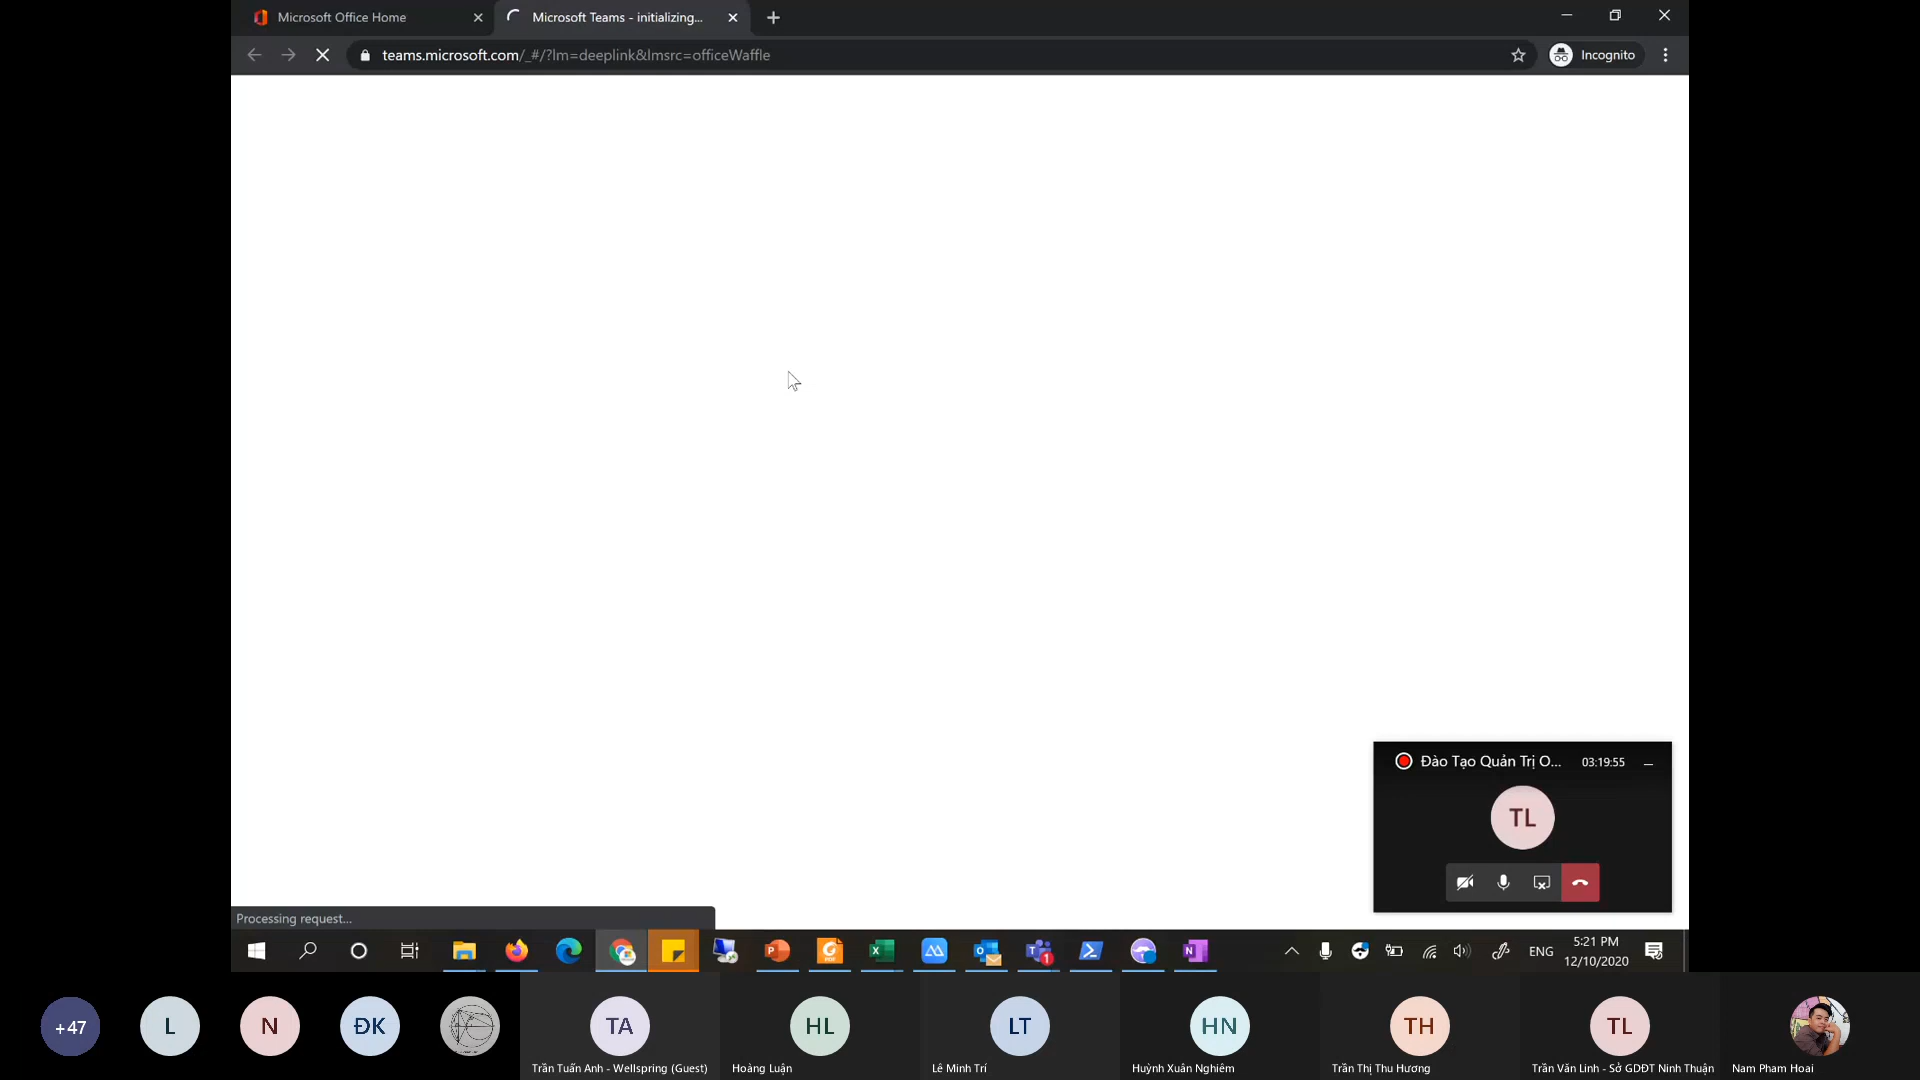 Microsoft Office Home
Microsoft Teams - initializing...
teams.microsoft.com/_#/?lm=deeplink&lmsrc=officeWaffle
Incognito
Đào Tạo Quản Trị O...
03:19:55
TL
Processing request...
1
ENG
5:21 PM
12/10/2020
+47
L
N
ĐK
TA
HL
LT
HN
TH
TL
Trần Tuấn Anh - Wellspring (Guest)
Hoàng Luận
Lê Minh Trí
Huỳnh Xuân Nghiêm
Trần Thị Thu Hương
Trần Văn Linh - Sở GDĐT Ninh Thuận
Nam Pham Hoai